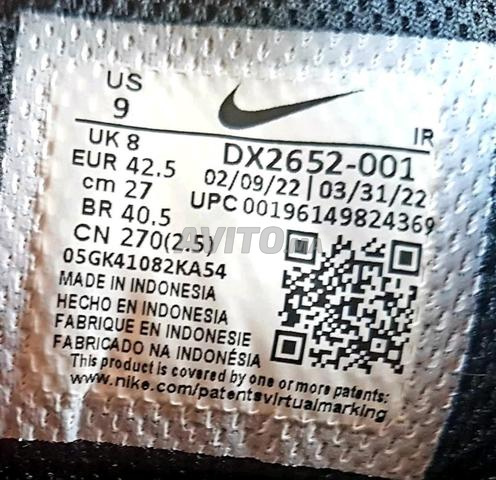 US
9
IR
UK 8
EUR 42.5
cm 27
BR 40.5
CN 270(2.5)
DX2652-001
02/09/22 | 03/31/22
UPC 00196149824369
05GK41082KA54
MADE IN INDONESIA
HECHO EN INDONESIA
FABRIQUE EN INDONESIE
FABRICADO NA INDONÉSIA
This product is covered by one or more patents:
www.nike.com/patentsvirtualmarking
AVITO.MA